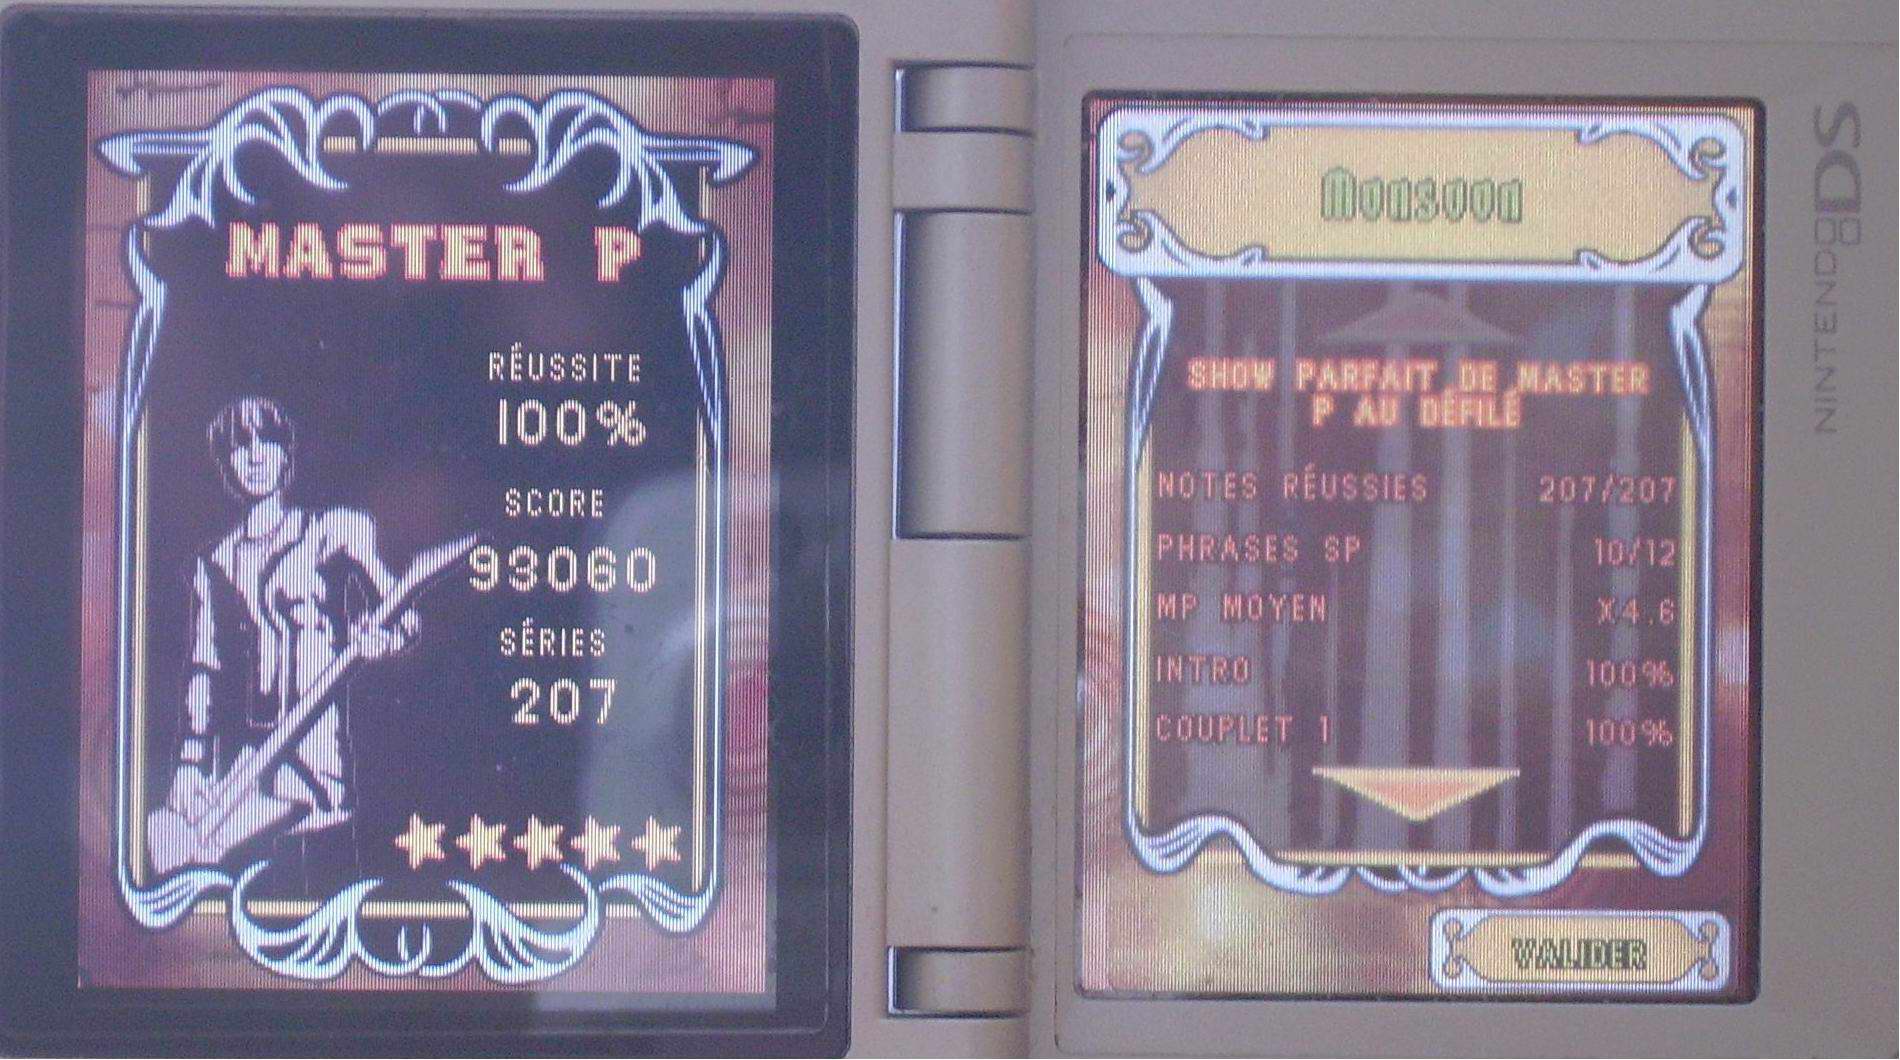 MASTER P
RÉUSSITE
100%
SCORE
93060
SÉRIES
207
Monsoon
SHOW PARFAIT DE MASTER
P AU DÉFILÉ
NOTES RÉUSSIES 207/207
PHRASES SP 10/12
MP MOYEN X4.6
INTRO 100%
COUPLET 1 100%
VALIDER
NINTENDO DS